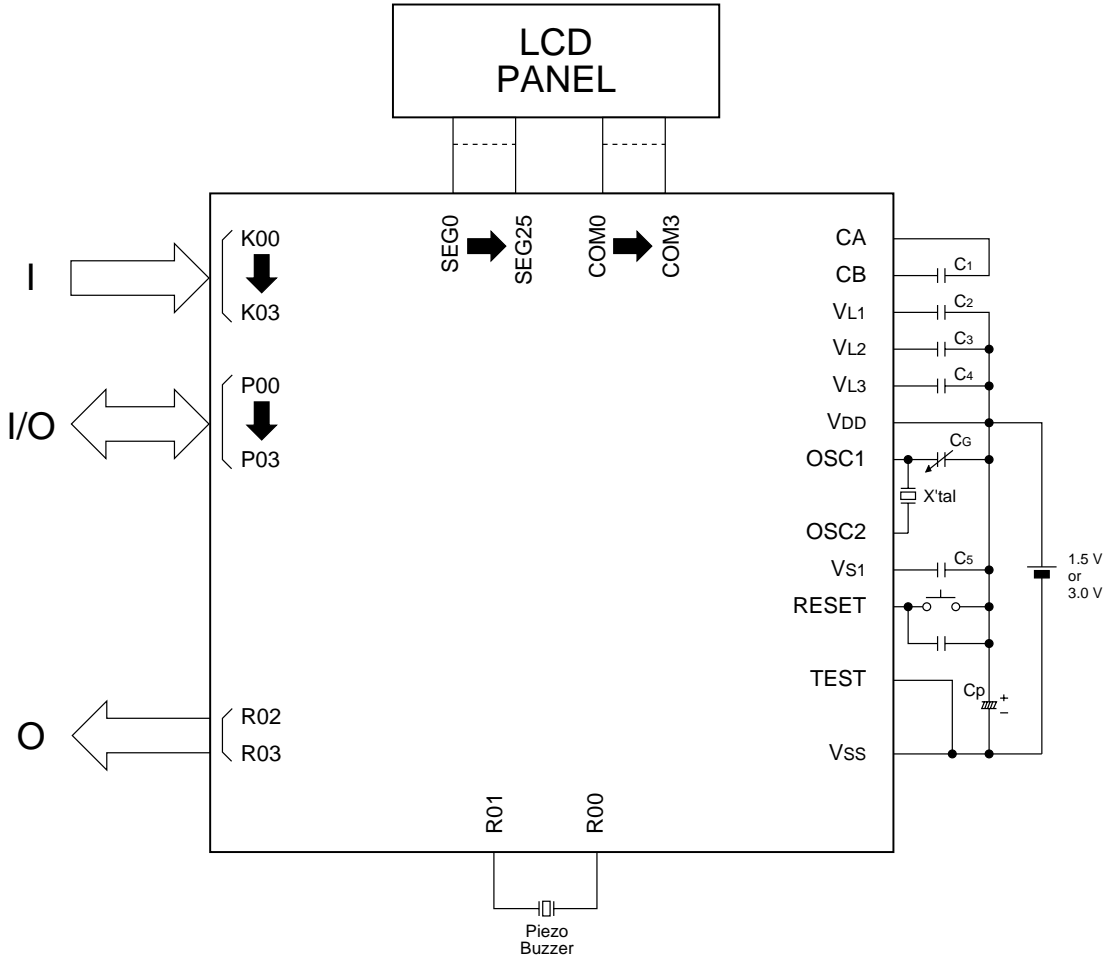 LCD
PANEL
SEG0
SEG25
COM0
COM3
I
K00
K03
I/O
P00
P03
O
R02
R03
R01
R00
Piezo
Buzzer
CA
CB
VL1
VL2
VL3
VDD
OSC1
OSC2
VS1
RESET
TEST
VSS
C1
C2
C3
C4
CG
X'tal
C5
Cp
+
–
1.5 V
or
3.0 V